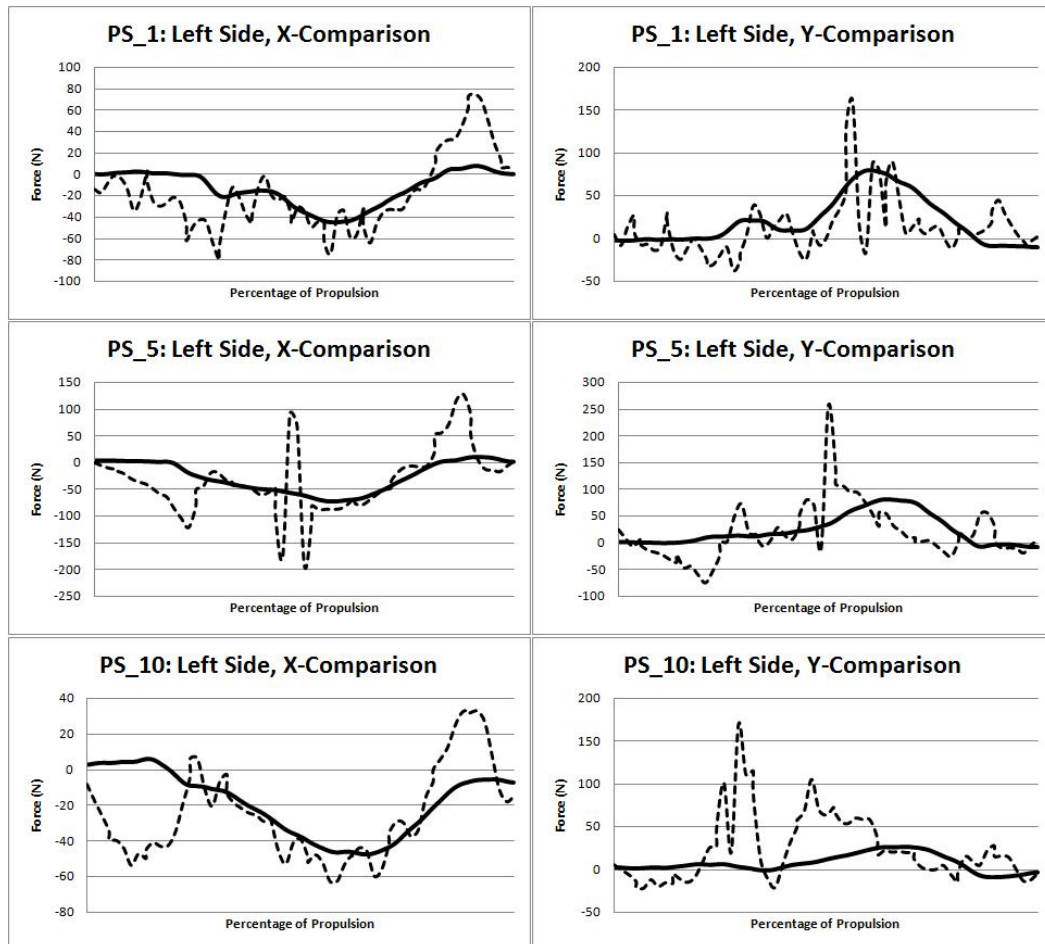 PS_1: Left Side, X-Comparison
100
80
60
40
20
0
-20
-40
-60
-80
-100
Force (N)
Percentage of Propulsion
PS_1: Left Side, Y-Comparison
200
150
100
50
0
-50
Force (N)
Percentage of Propulsion
PS_5: Left Side, X-Comparison
150
100
50
0
-50
-100
-150
-200
-250
Force (N)
Percentage of Propulsion
PS_5: Left Side, Y-Comparison
300
250
200
150
100
50
0
-50
-100
Force (N)
Percentage of Propulsion
PS_10: Left Side, X-Comparison
40
20
0
-20
-40
-60
-80
Force (N)
Percentage of Propulsion
PS_10: Left Side, Y-Comparison
200
150
100
50
0
-50
Force (N)
Percentage of Propulsion